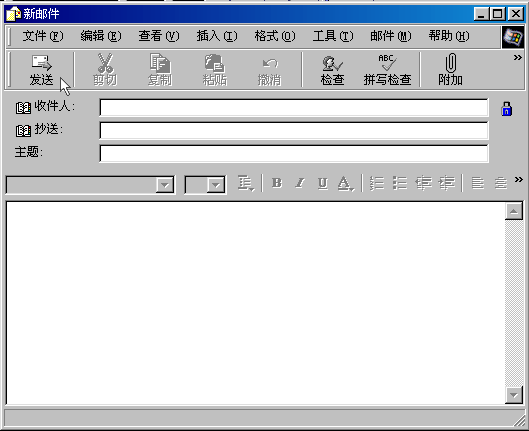 新邮件
文件(F) 编辑(E) 查看(V) 插入(I) 格式(O) 工具(T) 邮件(M) 帮助(H)
ABC
发送 剪切 复制 粘贴 撤消 检查 拼写检查 附加
收件人:
抄送:
主题:
B I U A